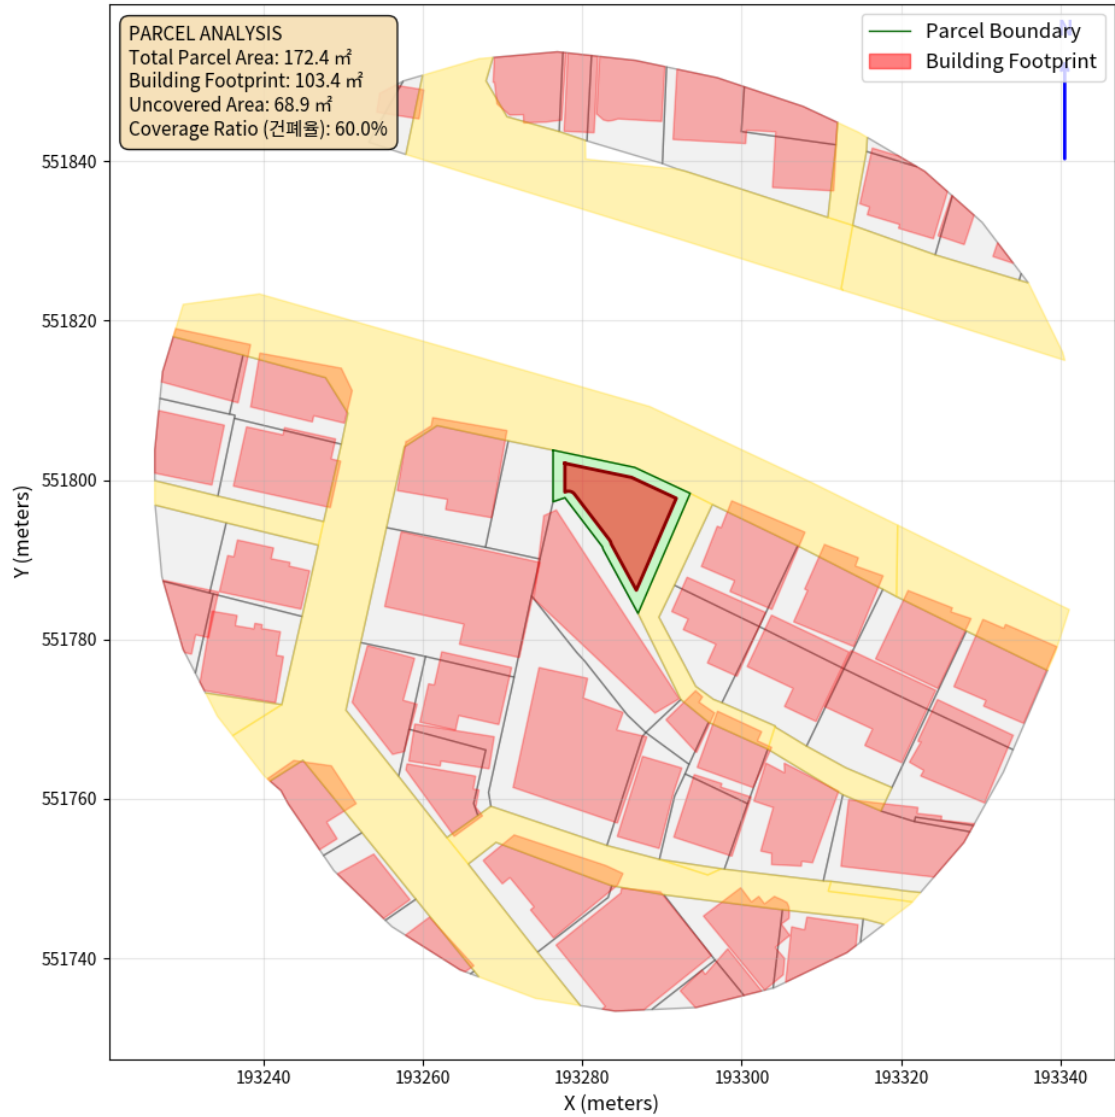 PARCEL ANALYSIS
Total Parcel Area: 172.4 ㎡
Building Footprint: 103.4 ㎡
Uncovered Area: 68.9 ㎡
Coverage Ratio (건폐율): 60.0%
N
Parcel Boundary
Building Footprint
551840
551820
551800
551780
551760
551740
Y (meters)
193240
193260
193280
193300
193320
193340
X (meters)